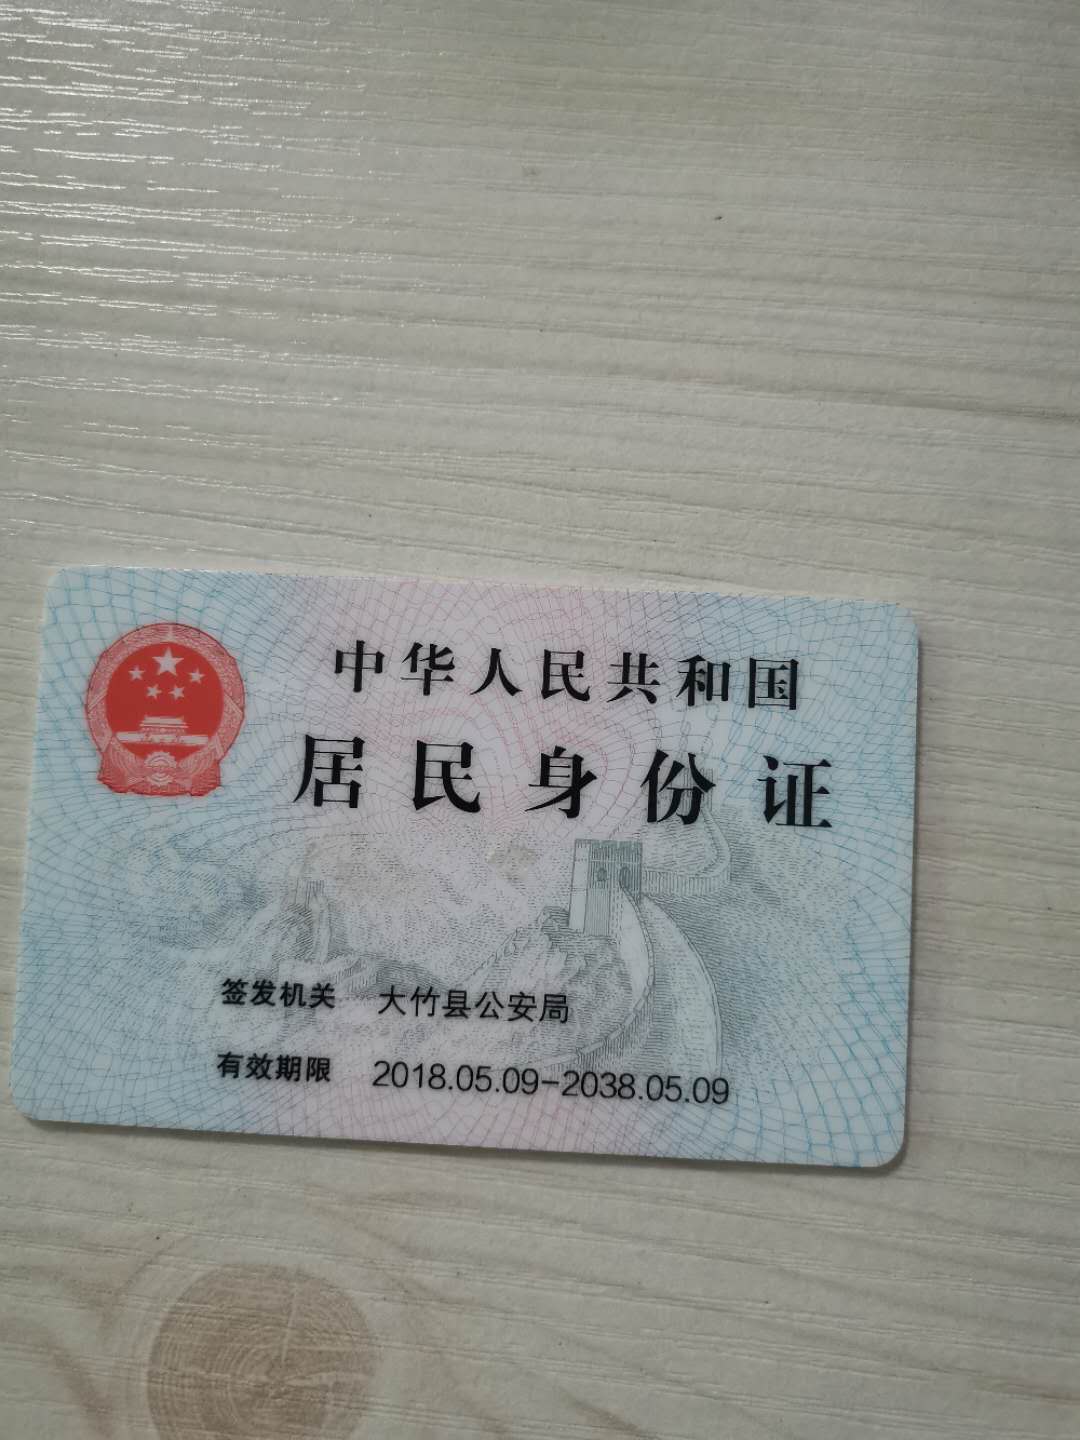 中华人民共和国
居民身份证
签发机关 大竹县公安局
有效期限 2018.05.09-2038.05.09